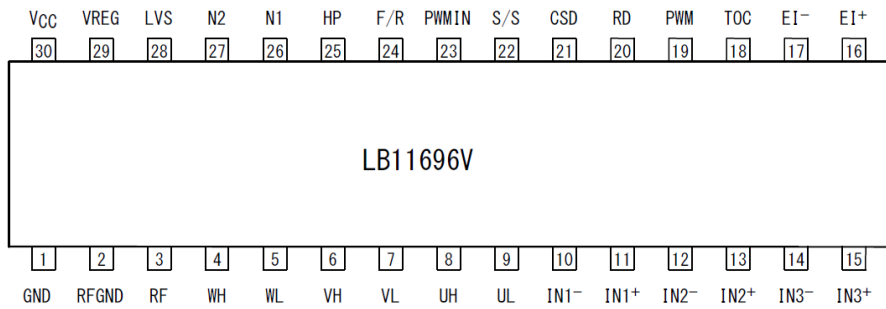 VCC VREG LVS N2 N1 HP F/R PWMIN S/S CSD RD PWM TOC EI− EI+
30 29 28 27 26 25 24 23 22 21 20 19 18 17 16
LB11696V
1 2 3 4 5 6 7 8 9 10 11 12 13 14 15
GND RFGND RF WH WL VH VL UH UL IN1− IN1+ IN2− IN2+ IN3− IN3+